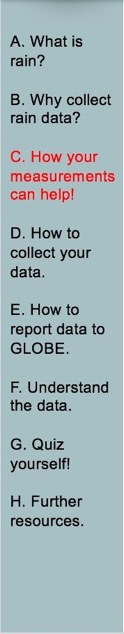 A. What is
rain?
B. Why collect
rain data?
C. How your
measurements
can help!
D. How to
collect your
data.
E. How to
report data to
GLOBE.
F. Understand
the data.
G. Quiz
yourself!
H. Further
resources.